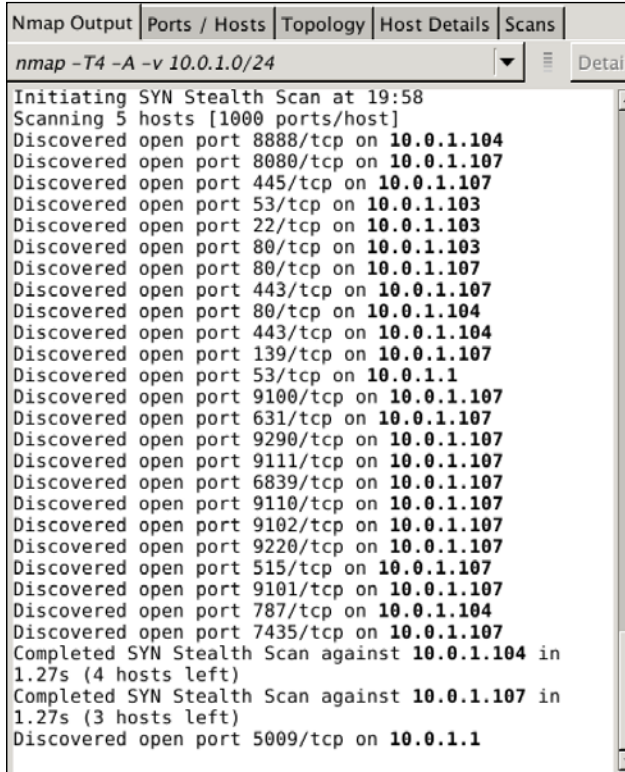 Nmap Output Ports / Hosts Topology Host Details Scans
nmap -T4 -A -v 10.0.1.0/24 Detai
Initiating SYN Stealth Scan at 19:58
Scanning 5 hosts [1000 ports/host]
Discovered open port 8888/tcp on 10.0.1.104
Discovered open port 8080/tcp on 10.0.1.107
Discovered open port 445/tcp on 10.0.1.107
Discovered open port 53/tcp on 10.0.1.103
Discovered open port 22/tcp on 10.0.1.103
Discovered open port 80/tcp on 10.0.1.103
Discovered open port 80/tcp on 10.0.1.107
Discovered open port 443/tcp on 10.0.1.107
Discovered open port 80/tcp on 10.0.1.104
Discovered open port 443/tcp on 10.0.1.104
Discovered open port 139/tcp on 10.0.1.107
Discovered open port 53/tcp on 10.0.1.1
Discovered open port 9100/tcp on 10.0.1.107
Discovered open port 631/tcp on 10.0.1.107
Discovered open port 9290/tcp on 10.0.1.107
Discovered open port 9111/tcp on 10.0.1.107
Discovered open port 6839/tcp on 10.0.1.107
Discovered open port 9110/tcp on 10.0.1.107
Discovered open port 9102/tcp on 10.0.1.107
Discovered open port 9220/tcp on 10.0.1.107
Discovered open port 515/tcp on 10.0.1.107
Discovered open port 9101/tcp on 10.0.1.107
Discovered open port 787/tcp on 10.0.1.104
Discovered open port 7435/tcp on 10.0.1.107
Completed SYN Stealth Scan against 10.0.1.104 in
1.27s (4 hosts left)
Completed SYN Stealth Scan against 10.0.1.107 in
1.27s (3 hosts left)
Discovered open port 5009/tcp on 10.0.1.1